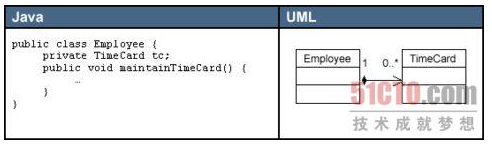 Java
UML
public class Employee {
private TimeCard tc;
public void maintainTimeCard() {
…
}
}
Employee
1
0..*
TimeCard
51CTO.com
技术成就梦想